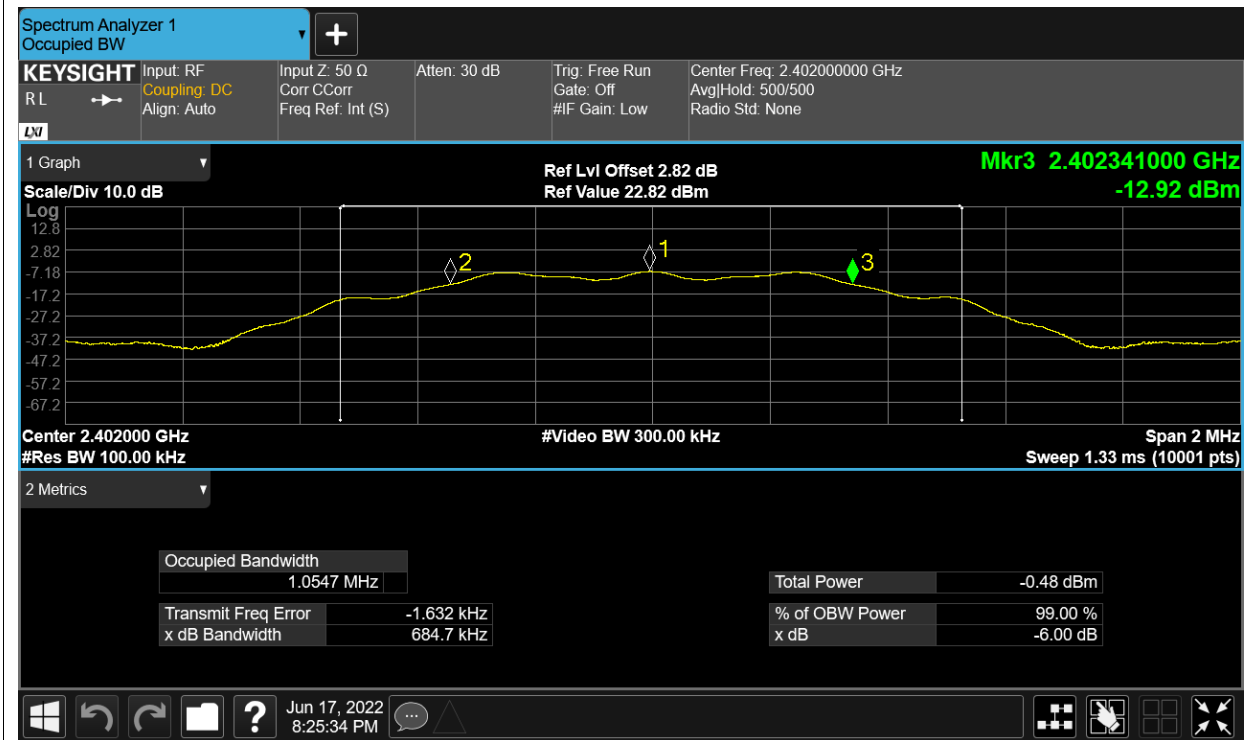 Spectrum Analyzer 1
Occupied BW
KEYSIGHT
R L
LXI
Input: RF
Coupling: DC
Align: Auto
Input Z: 50 Ω
Corr CCorr
Freq Ref: Int (S)
Atten: 30 dB
Trig: Free Run
Gate: Off
#IF Gain: Low
Center Freq: 2.402000000 GHz
Avg|Hold: 500/500
Radio Std: None
1 Graph
Scale/Div 10.0 dB
Ref Lvl Offset 2.82 dB
Ref Value 22.82 dBm
Mkr3 2.402341000 GHz
-12.92 dBm
Log
12.8
2.82
-7.18
-17.2
-27.2
-37.2
-47.2
-57.2
-67.2
2
1
3
Center 2.402000 GHz
#Res BW 100.00 kHz
#Video BW 300.00 kHz
Span 2 MHz
Sweep 1.33 ms (10001 pts)
2 Metrics
Occupied Bandwidth
1.0547 MHz
Transmit Freq Error -1.632 kHz
x dB Bandwidth 684.7 kHz
Total Power -0.48 dBm
% of OBW Power 99.00 %
x dB -6.00 dB
?
Jun 17, 2022
8:25:34 PM